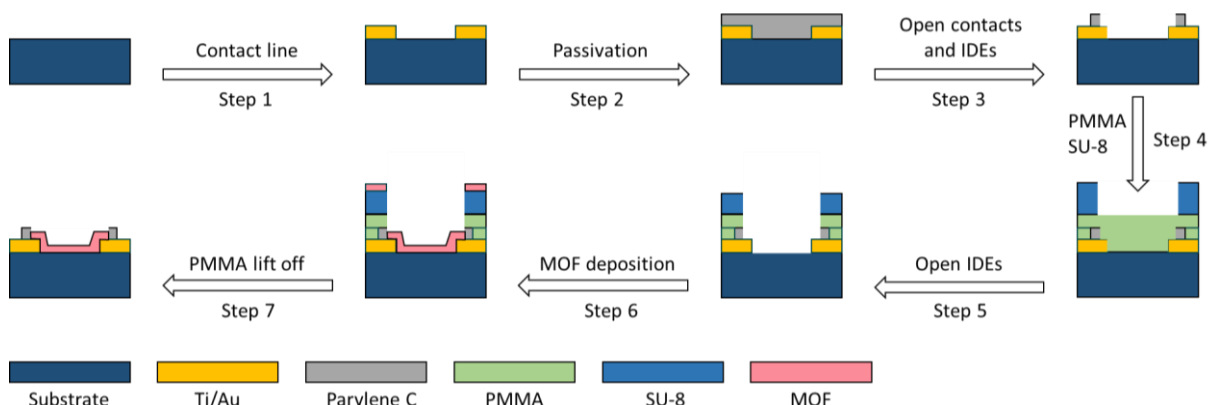 Contact line
Step 1
Passivation
Step 2
Open contacts
and IDEs
Step 3
PMMA
SU-8
Step 4
Open IDEs
Step 5
MOF deposition
Step 6
PMMA lift off
Step 7
Substrate
Ti/Au
Parylene C
PMMA
SU-8
MOF